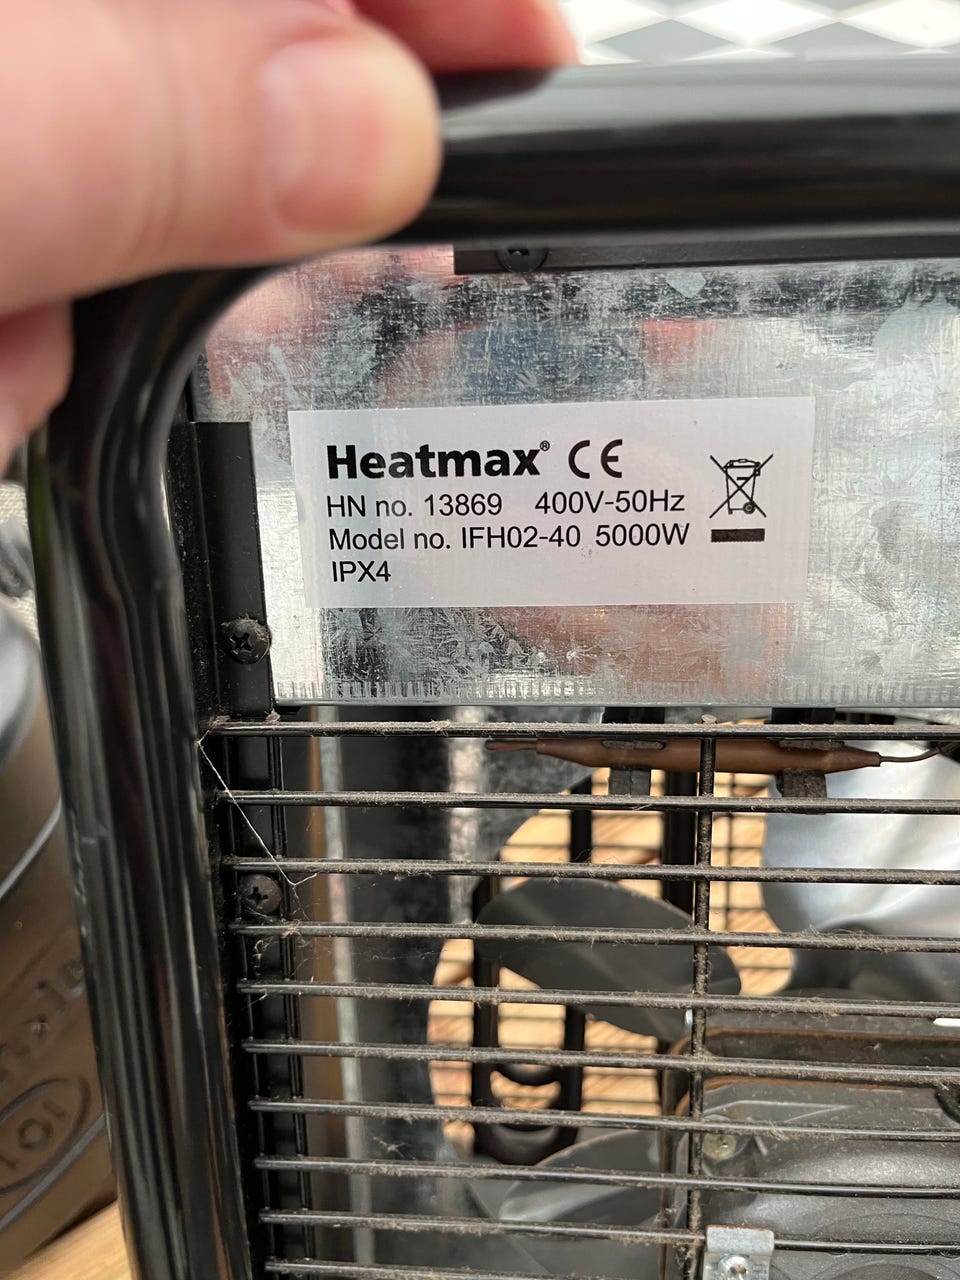 Heatmax® CE
HN no. 13869 400V-50Hz
Model no. IFH02-40 5000W
IPX4